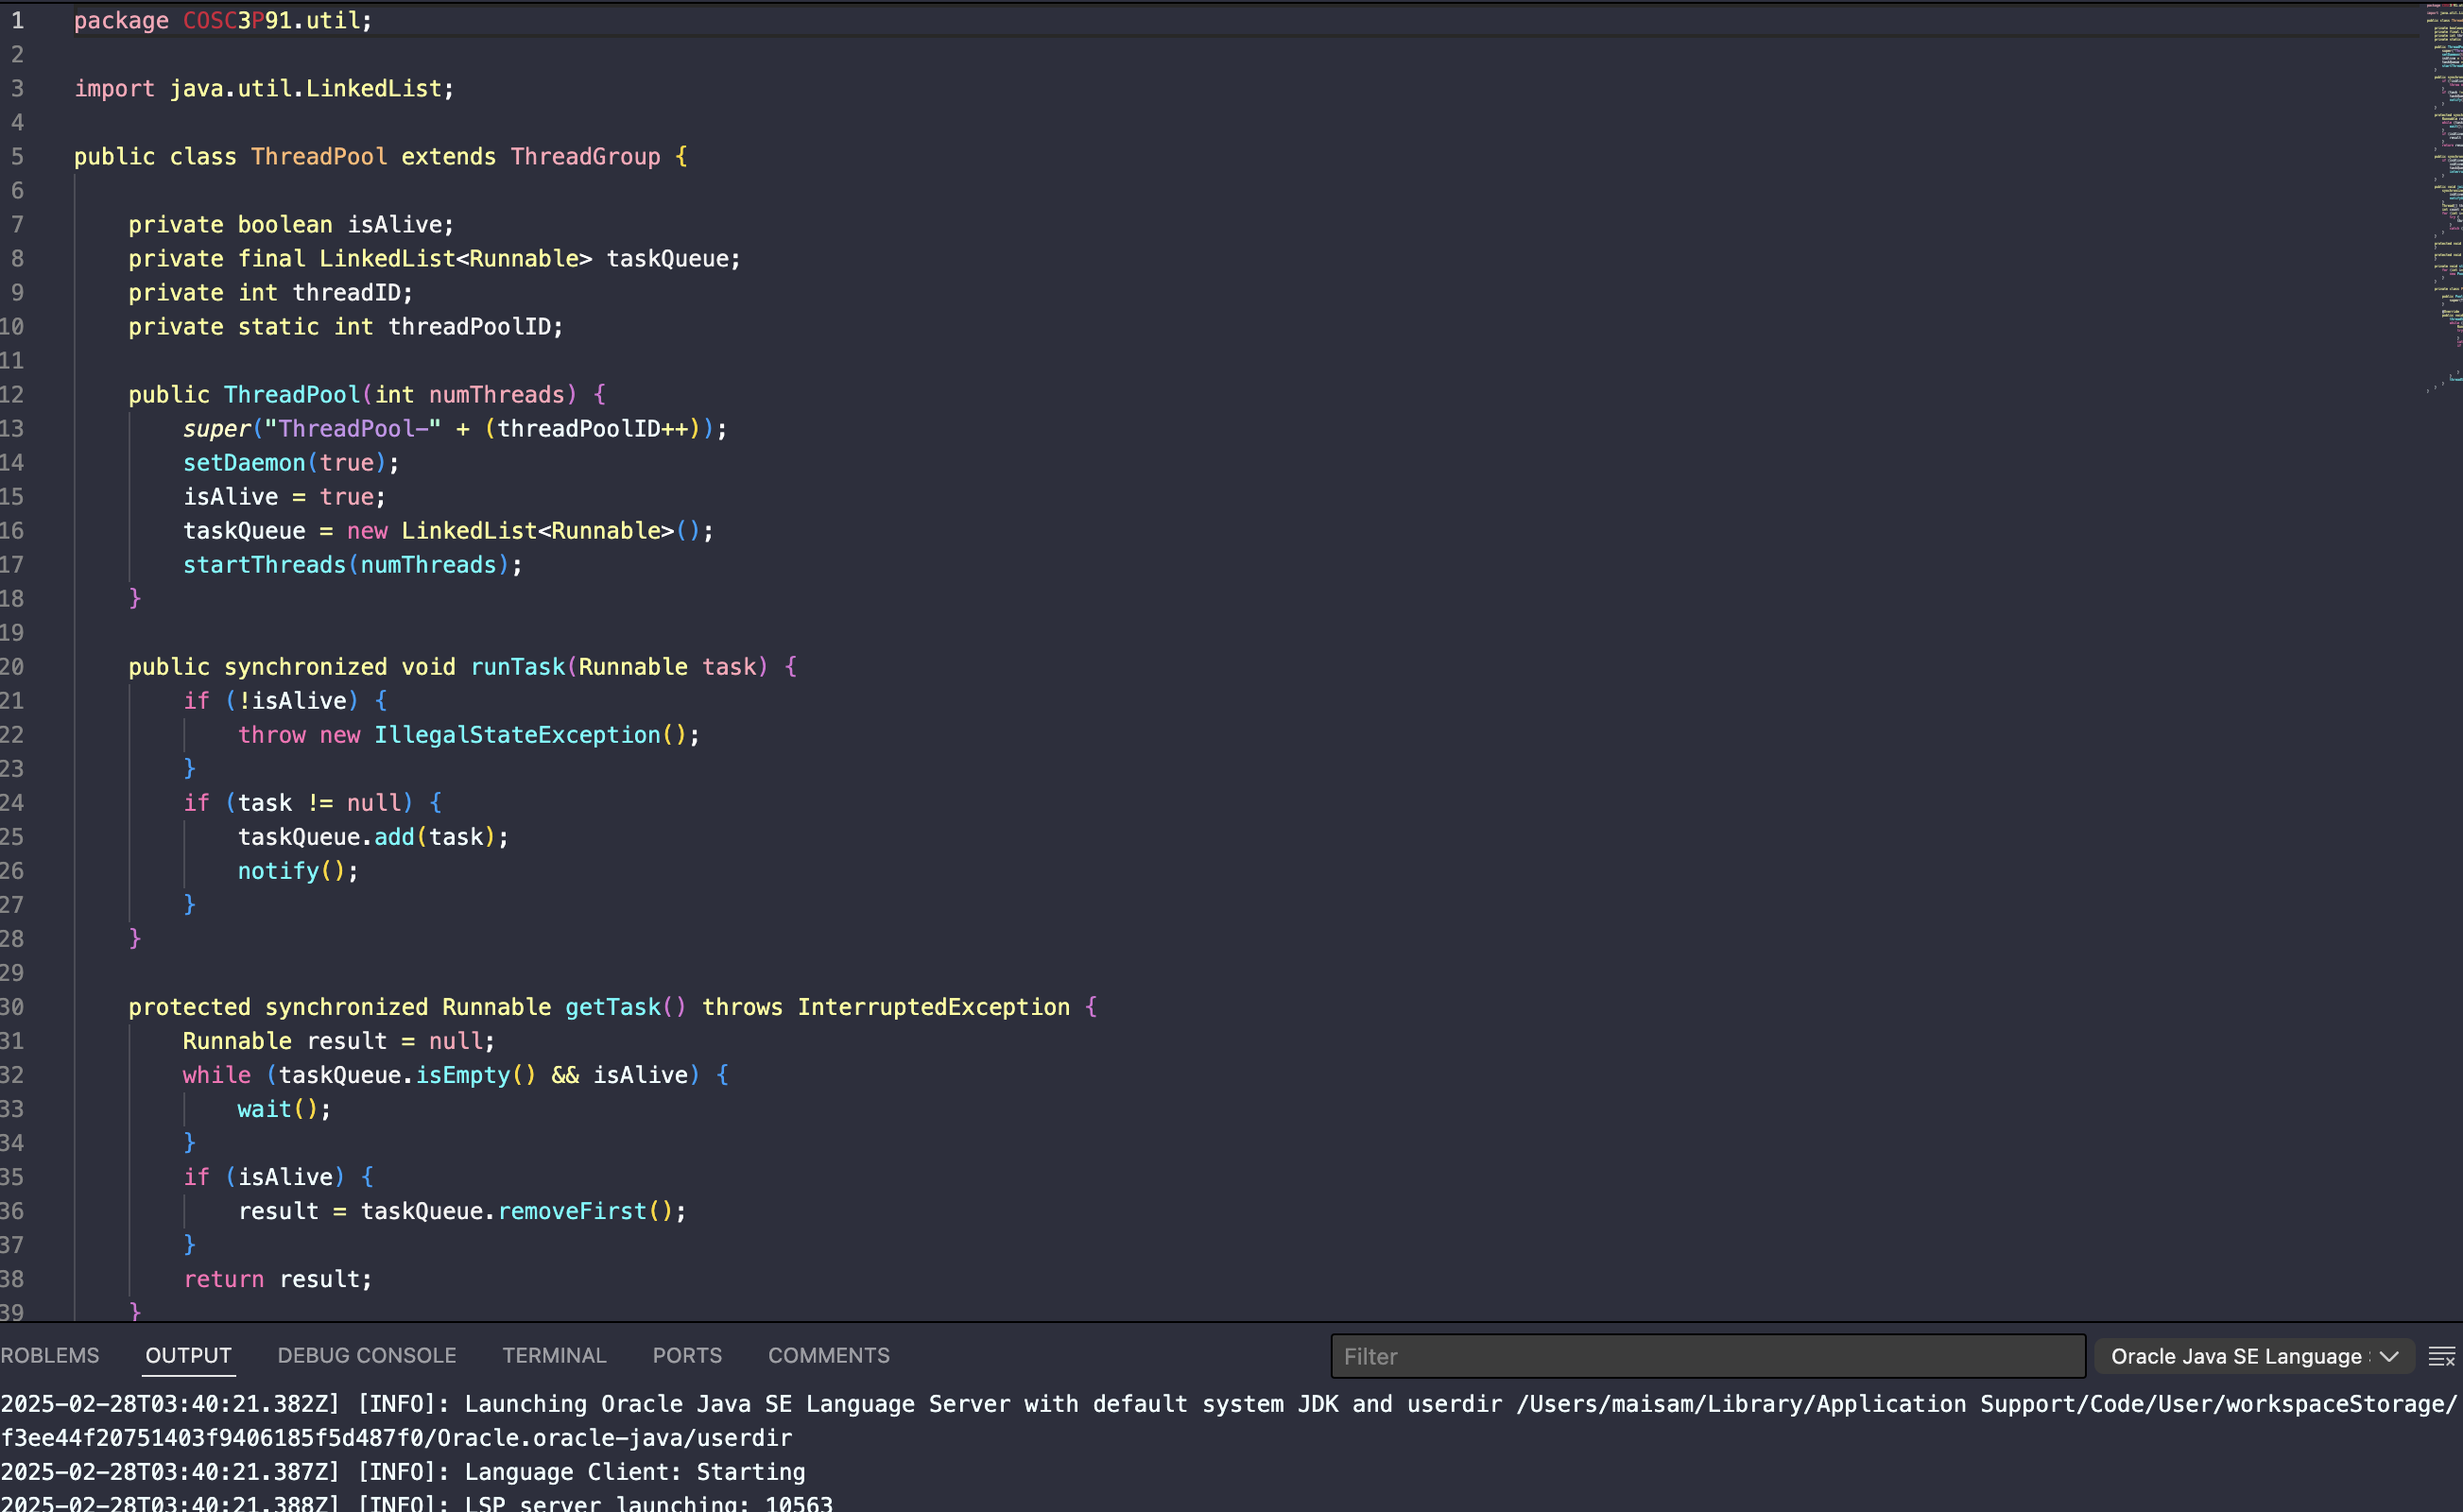 1 package COSC3P91.util;
2
3 import java.util.LinkedList;
4
5 public class ThreadPool extends ThreadGroup {
6
7 private boolean isAlive;
8 private final LinkedList<Runnable> taskQueue;
9 private int threadID;
10 private static int threadPoolID;
11
12 public ThreadPool(int numThreads) {
13 super("ThreadPool-" + (threadPoolID++));
14 setDaemon(true);
15 isAlive = true;
16 taskQueue = new LinkedList<Runnable>();
17 startThreads(numThreads);
18 }
19
20 public synchronized void runTask(Runnable task) {
21 if (!isAlive) {
22 throw new IllegalStateException();
23 }
24 if (task != null) {
25 taskQueue.add(task);
26 notify();
27 }
28 }
29
30 protected synchronized Runnable getTask() throws InterruptedException {
31 Runnable result = null;
32 while (taskQueue.isEmpty() && isAlive) {
33 wait();
34 }
35 if (isAlive) {
36 result = taskQueue.removeFirst();
37 }
38 return result;
39 }
ROBLEMS OUTPUT DEBUG CONSOLE TERMINAL PORTS COMMENTS Filter Oracle Java SE Language
2025-02-28T03:40:21.382Z] [INFO]: Launching Oracle Java SE Language Server with default system JDK and userdir /Users/maisam/Library/Application Support/Code/User/workspaceStorage/
f3ee44f20751403f9406185f5d487f0/Oracle.oracle-java/userdir
2025-02-28T03:40:21.387Z] [INFO]: Language Client: Starting
2025-02-28T03:40:21.388Z] [INFO]: LSP server launching: 10563